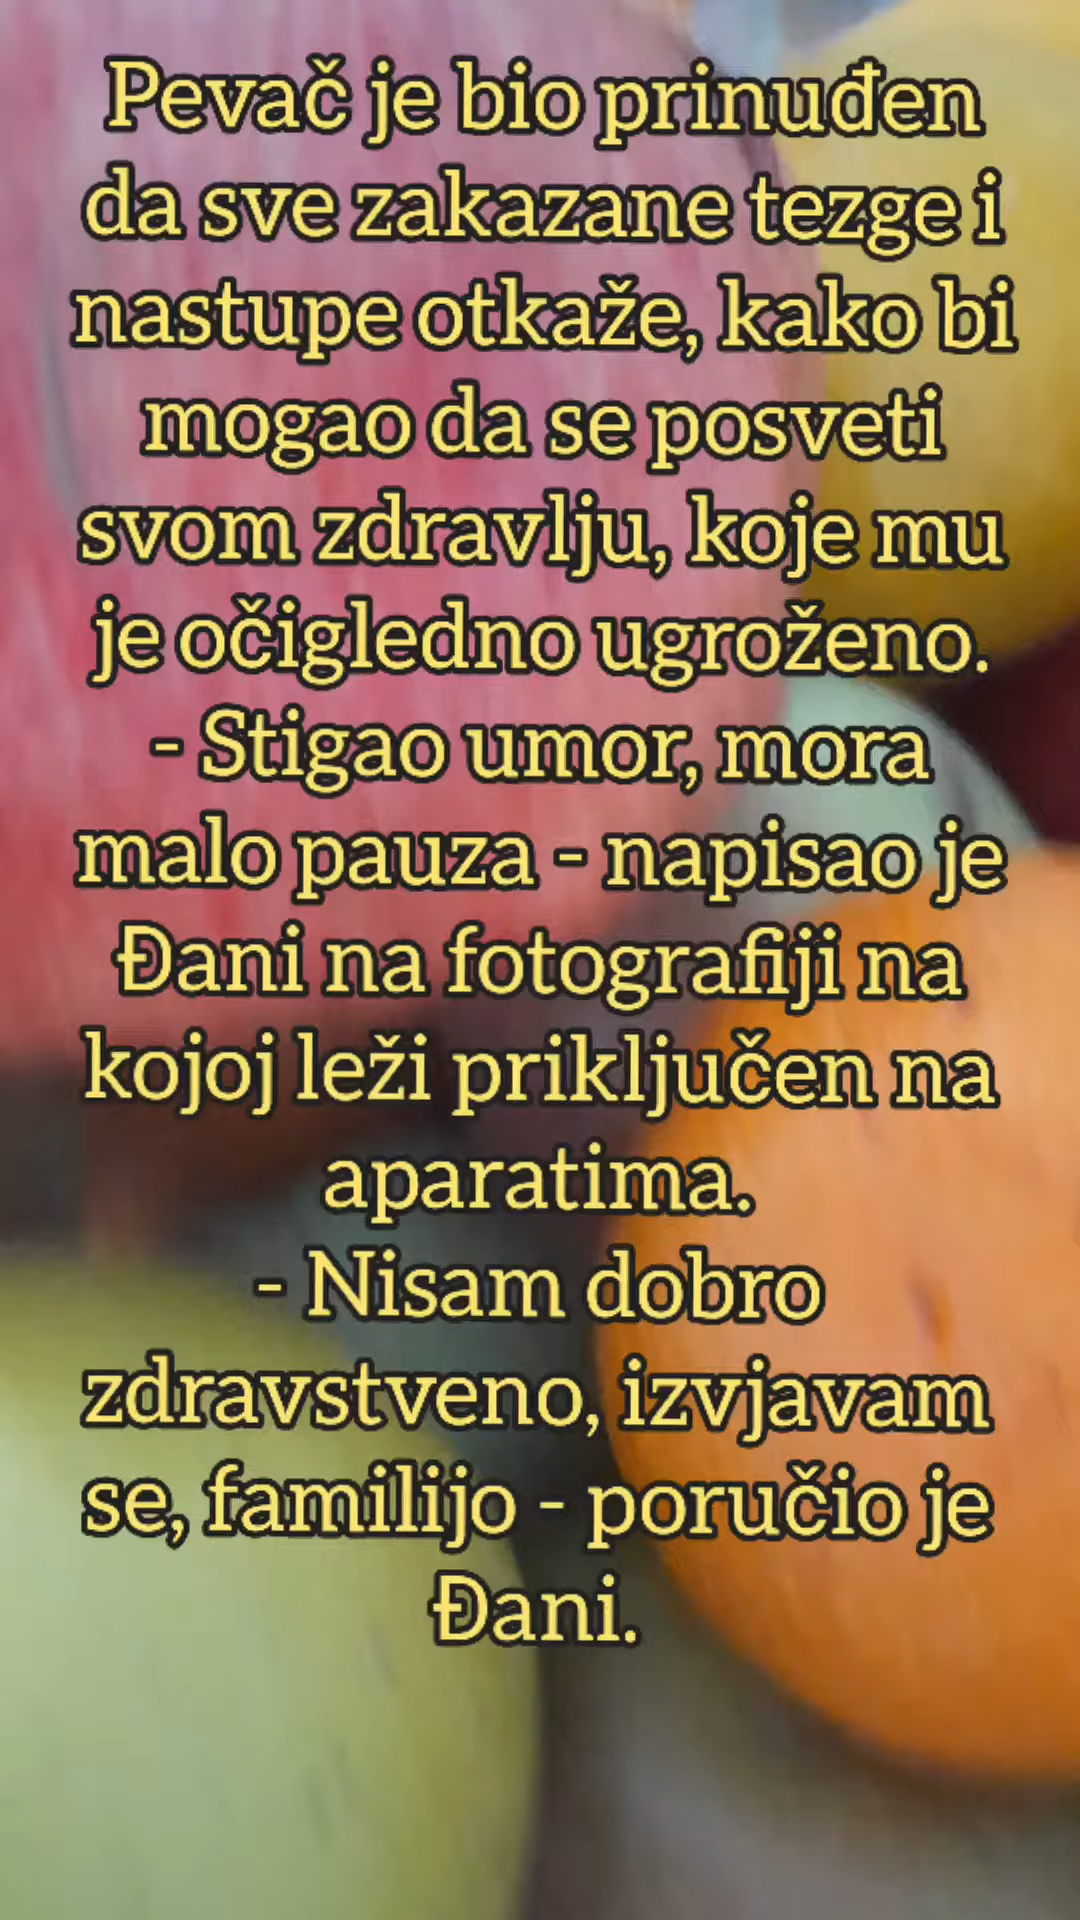 Pevač je bio prinuđen
da sve zakazane tezge i
nastupe otkaže, kako bi
mogao da se posveti
svom zdravlju, koje mu
je očigledno ugroženo.
- Stigao umor, mora
malo pauza - napisao je
Đani na fotografiji na
kojoj leži priključen na
aparatima.
- Nisam dobro
zdravstveno, izvjavam
se, familijo - poručio je
Đani.